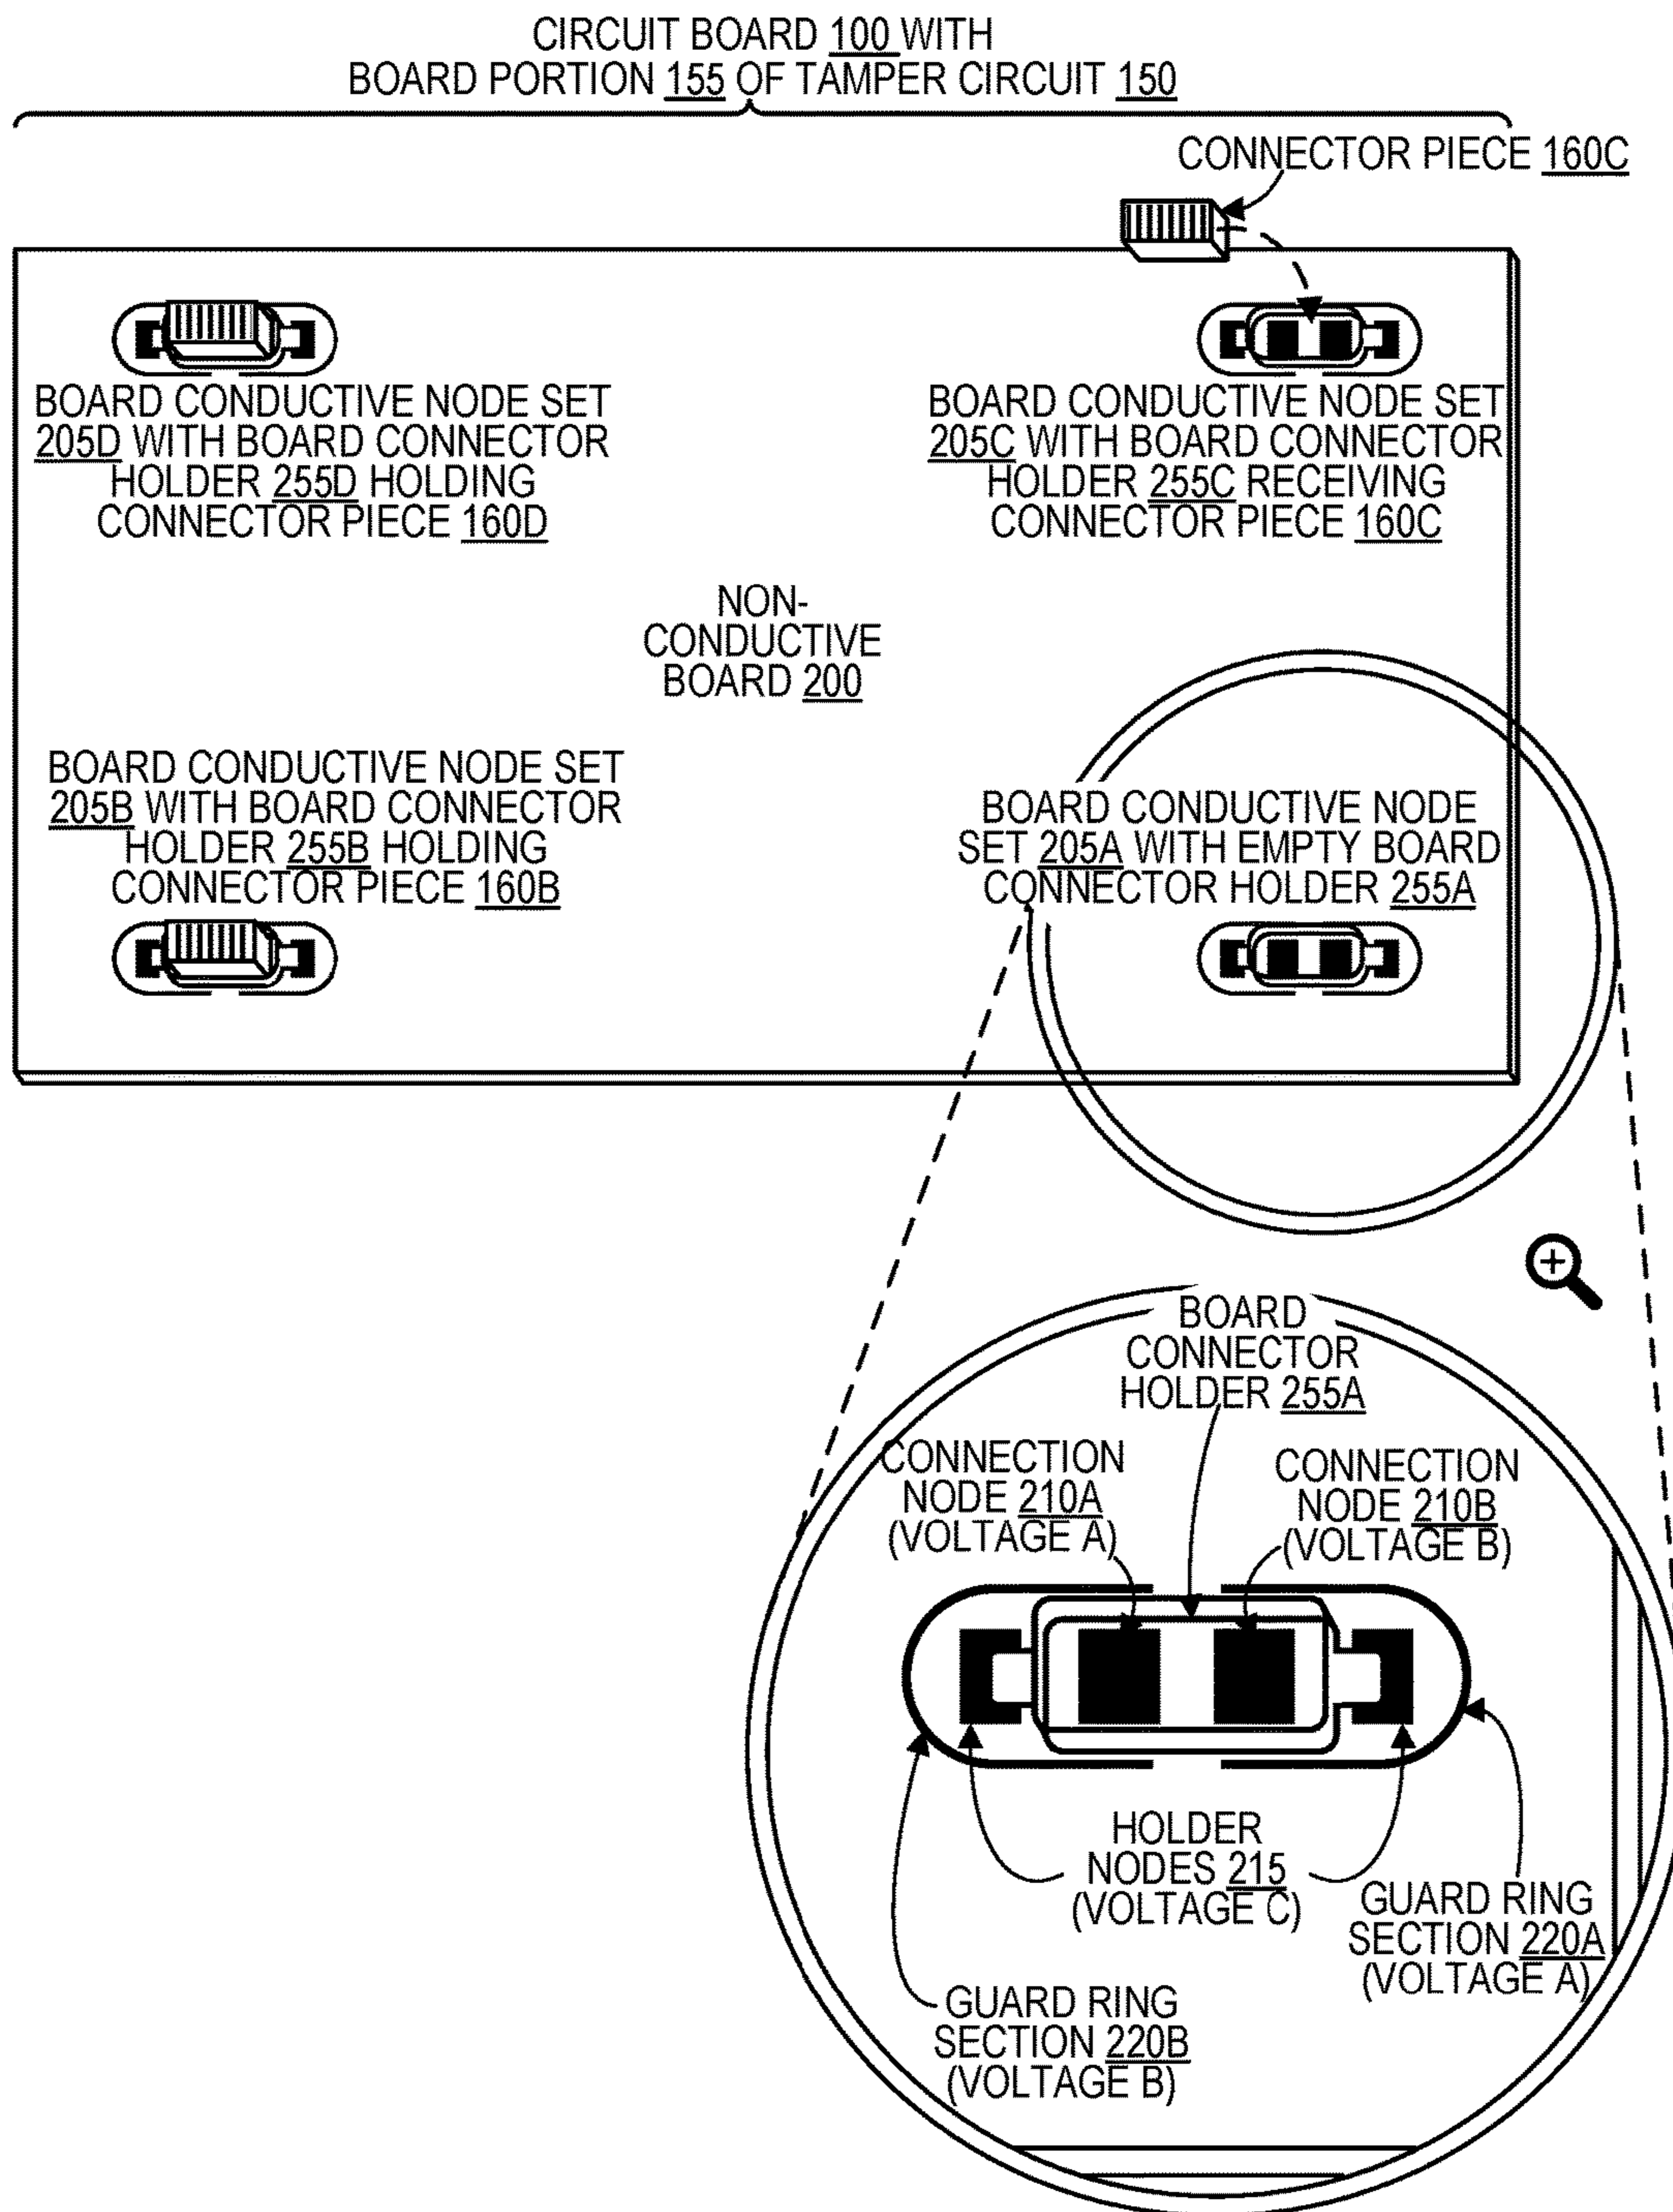 CIRCUIT BOARD 100 WITH
BOARD PORTION 155 OF TAMPER CIRCUIT 150
CONNECTOR PIECE 160C
BOARD CONDUCTIVE NODE SET
205D WITH BOARD CONNECTOR
HOLDER 255D HOLDING
CONNECTOR PIECE 160D
BOARD CONDUCTIVE NODE SET
205C WITH BOARD CONNECTOR
HOLDER 255C RECEIVING
CONNECTOR PIECE 160C
NON-
CONDUCTIVE
BOARD 200
BOARD CONDUCTIVE NODE SET
205B WITH BOARD CONNECTOR
HOLDER 255B HOLDING
CONNECTOR PIECE 160B
BOARD CONDUCTIVE NODE
SET 205A WITH EMPTY BOARD
CONNECTOR HOLDER 255A
BOARD
CONNECTOR
HOLDER 255A
CONNECTION
NODE 210A
(VOLTAGE A)
CONNECTION
NODE 210B
(VOLTAGE B)
HOLDER
NODES 215
(VOLTAGE C)
GUARD RING
SECTION 220A
(VOLTAGE A)
GUARD RING
SECTION 220B
(VOLTAGE B)